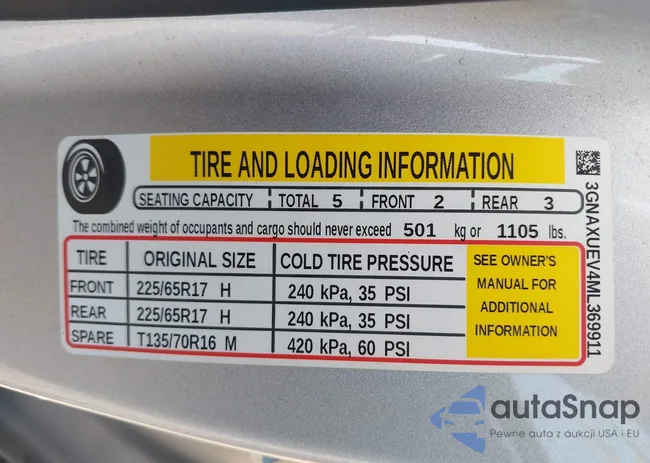 TIRE AND LOADING INFORMATION
SEATING CAPACITY TOTAL 5 FRONT 2 REAR 3
The combined weight of occupants and cargo should never exceed 501 kg or 1105 lbs.
TIRE ORIGINAL SIZE COLD TIRE PRESSURE
FRONT 225/65R17 H 240 kPa, 35 PSI
REAR 225/65R17 H 240 kPa, 35 PSI
SPARE T135/70R16 M 420 kPa, 60 PSI
SEE OWNER'S
MANUAL FOR
ADDITIONAL
INFORMATION
3GNAXUEV4ML369911
autaSnap
Pewne auta z aukcji USA i EU